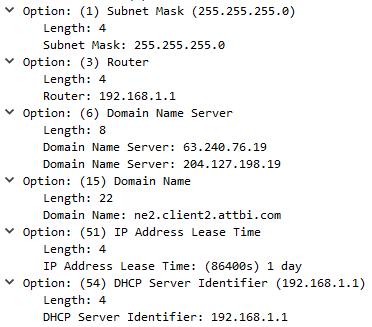 Option: (1) Subnet Mask (255.255.255.0)
Length: 4
Subnet Mask: 255.255.255.0
Option: (3) Router
Length: 4
Router: 192.168.1.1
Option: (6) Domain Name Server
Length: 8
Domain Name Server: 63.240.76.19
Domain Name Server: 204.127.198.19
Option: (15) Domain Name
Length: 22
Domain Name: ne2.client2.attbi.com
Option: (51) IP Address Lease Time
Length: 4
IP Address Lease Time: (86400s) 1 day
Option: (54) DHCP Server Identifier (192.168.1.1)
Length: 4
DHCP Server Identifier: 192.168.1.1